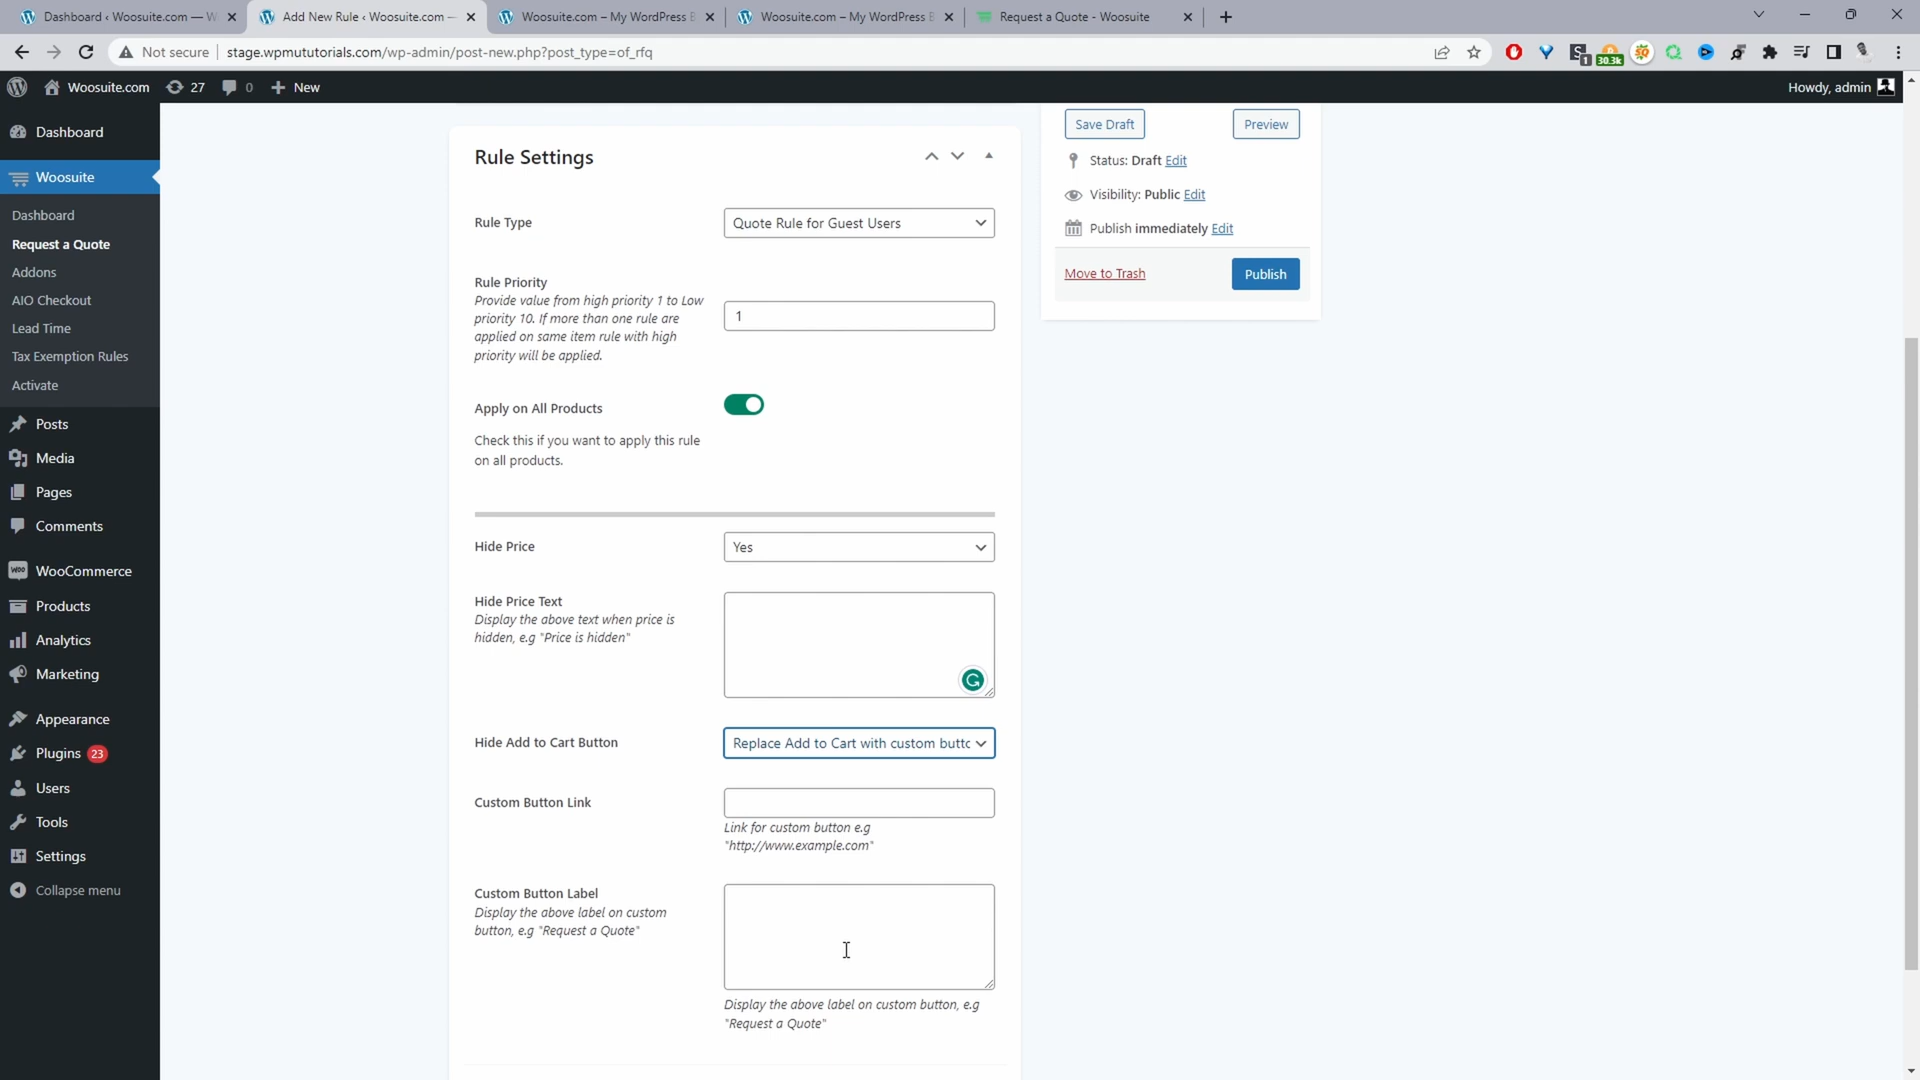 Dashboard ‹ Woosuite.com — W
Add New Rule ‹ Woosuite.com —
Woosuite.com – My WordPress B
Woosuite.com – My WordPress B
Request a Quote - Woosuite
Not secure
stage.wpmututorials.com/wp-admin/post-new.php?post_type=of_rfq
1
30.3k
Woosuite.com
27
0
New
Howdy, admin
Dashboard
Woosuite
Dashboard
Request a Quote
Addons
AIO Checkout
Lead Time
Tax Exemption Rules
Activate
Posts
Media
Pages
Comments
WooCommerce
Products
Analytics
Marketing
Appearance
Plugins 23
Users
Tools
Settings
Collapse menu
Rule Settings
Rule Type
Quote Rule for Guest Users
Rule Priority
Provide value from high priority 1 to Low
priority 10. If more than one rule are
applied on same item rule with high
priority will be applied.
1
Apply on All Products
Check this if you want to apply this rule
on all products.
Hide Price
Yes
Hide Price Text
Display the above text when price is
hidden, e.g "Price is hidden"
Hide Add to Cart Button
Replace Add to Cart with custom butto
Custom Button Link
Link for custom button e.g
"http://www.example.com"
Custom Button Label
Display the above label on custom
button, e.g "Request a Quote"
Display the above label on custom button, e.g
"Request a Quote"
Save Draft
Preview
Status: Draft Edit
Visibility: Public Edit
Publish immediately Edit
Move to Trash
Publish